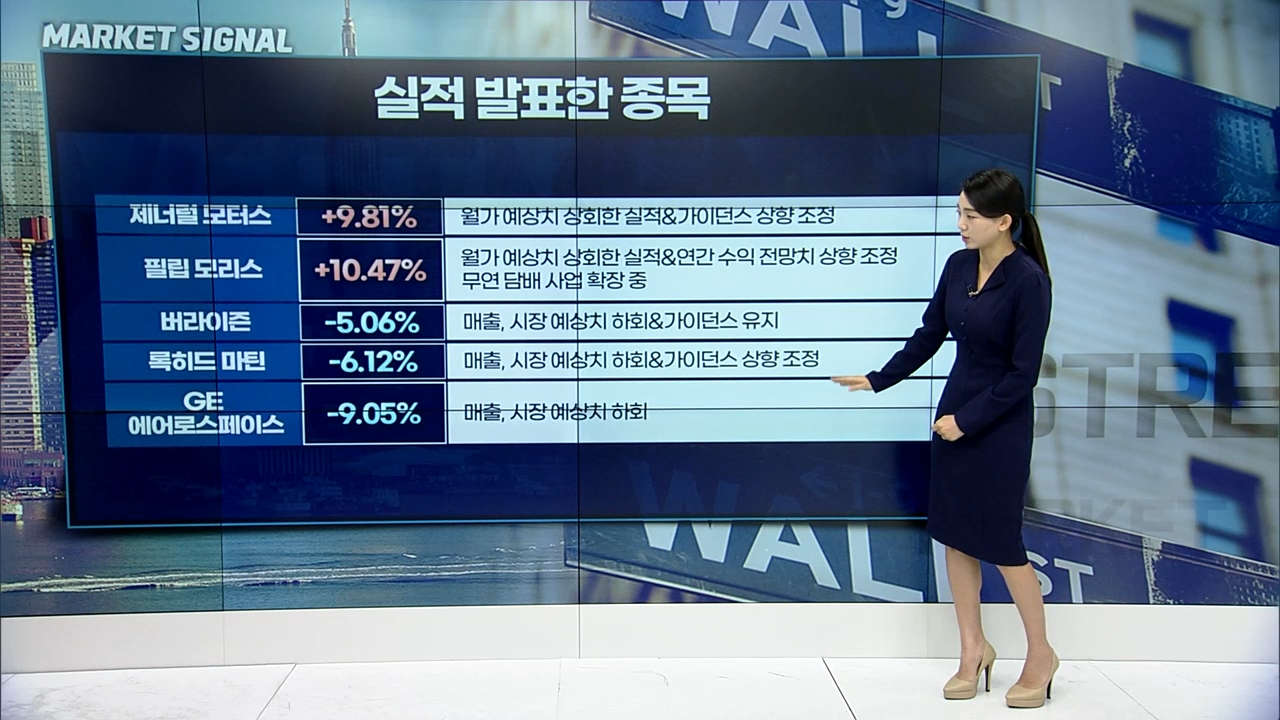 MARKET SIGNAL
실적 발표한 종목
제너럴 모터스 +9.81% 월가 예상치 상회한 실적&가이던스 상향 조정
필립 모리스 +10.47% 월가 예상치 상회한 실적&연간 수익 전망치 상향 조정
무연 담배 사업 확장 중
버라이즌 -5.06% 매출, 시장 예상치 하회&가이던스 유지
록히드 마틴 -6.12% 매출, 시장 예상치 하회&가이던스 상향 조정
GE
에어로스페이스 -9.05% 매출, 시장 예상치 하회
WALL ST
STRE
WALL ST